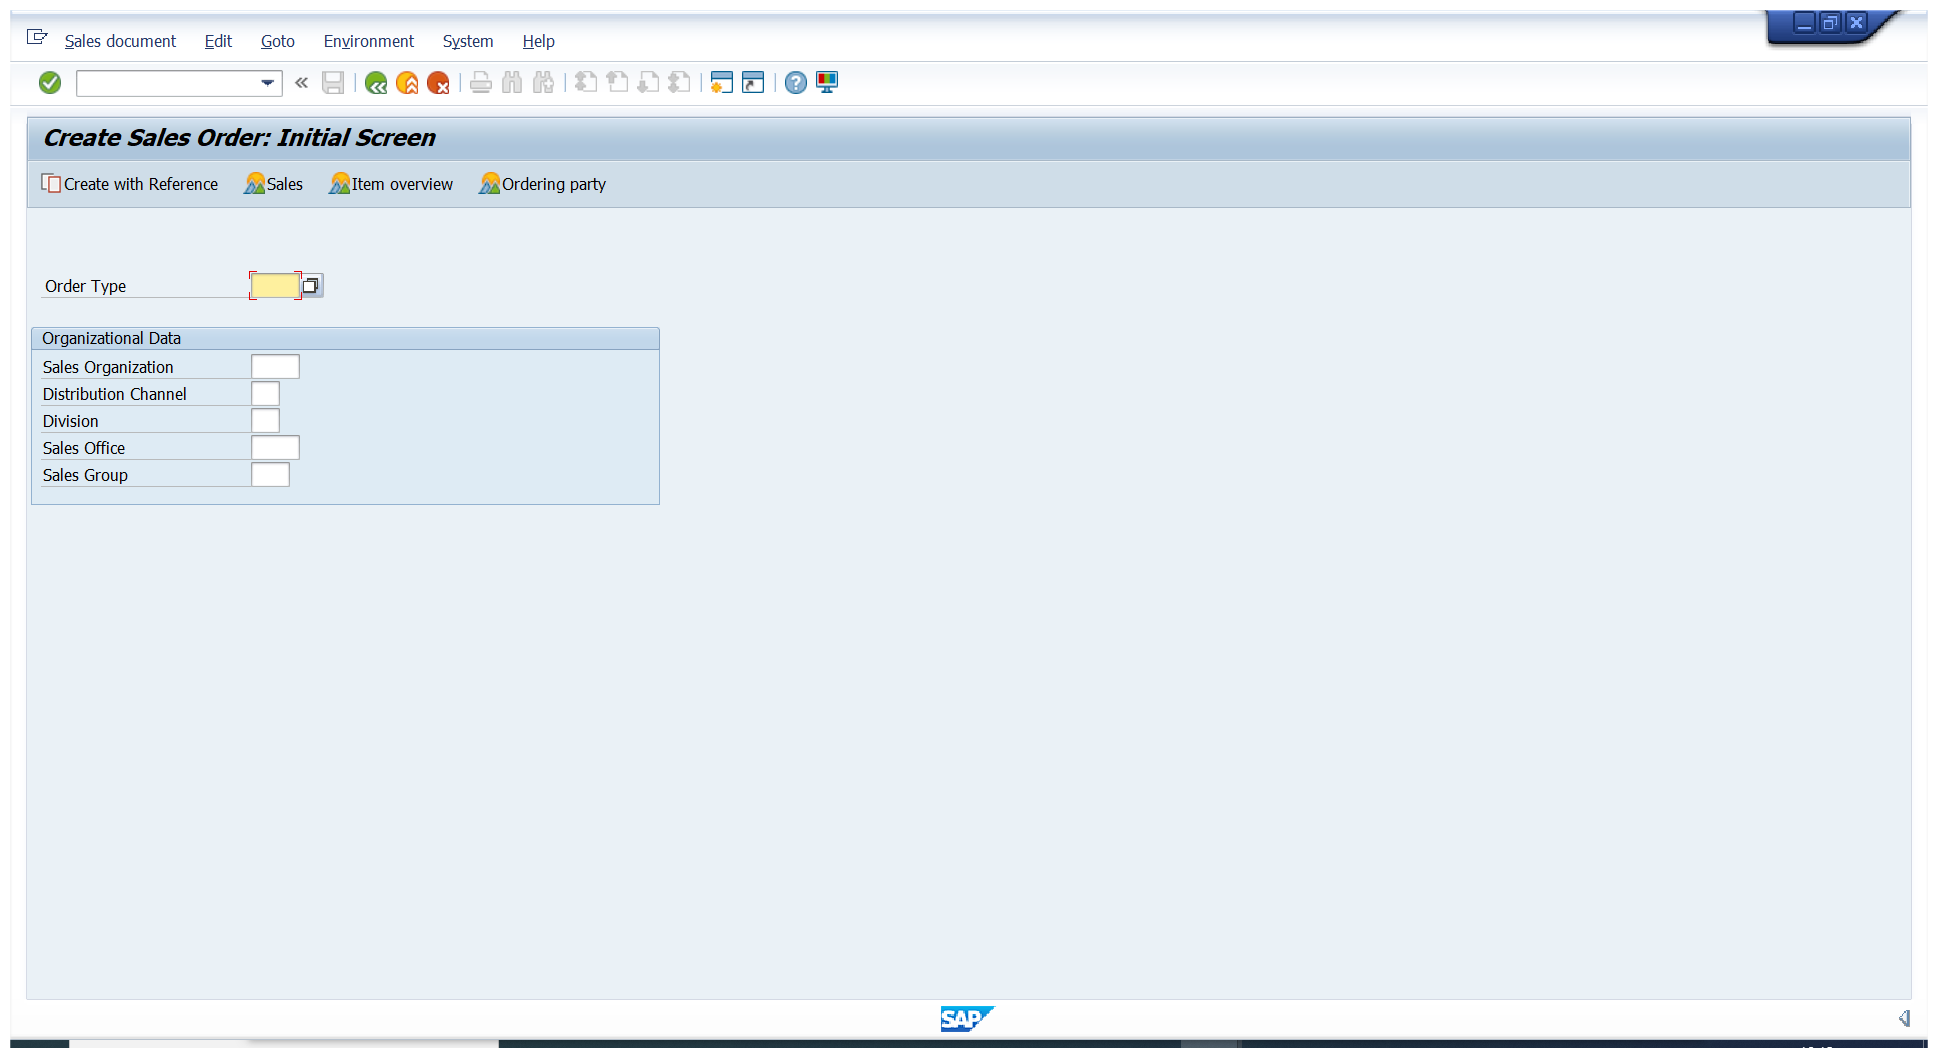 Sales document Edit Goto Environment System Help
Create Sales Order: Initial Screen
Create with Reference Sales Item overview Ordering party
Order Type
Organizational Data
Sales Organization
Distribution Channel
Division
Sales Office
Sales Group
SAP